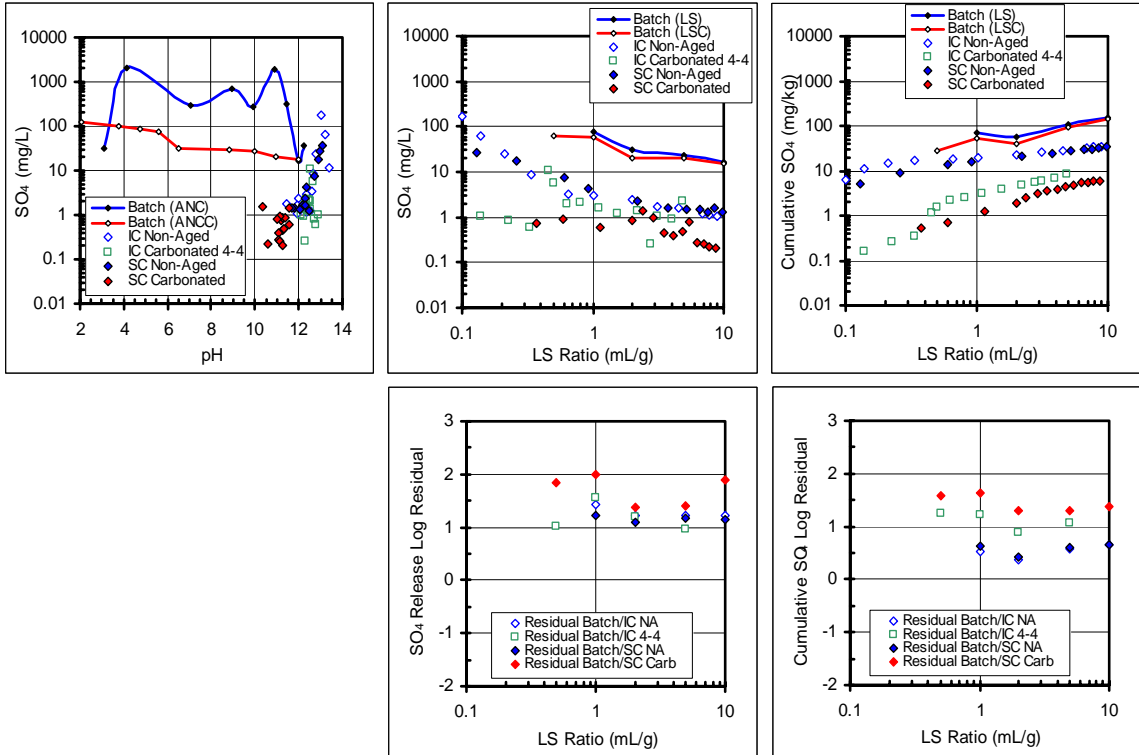 10000
1000
100
10
1
0.1
0.01
SO₄ (mg/L)
Batch (ANC)
Batch (ANCC)
IC Non-Aged
IC Carbonated 4-4
SC Non-Aged
SC Carbonated
2 4 6 8 10 12 14
pH
Batch (LS)
Batch (LSC)
IC Non-Aged
IC Carbonated 4-4
SC Non-Aged
SC Carbonated
10000
1000
100
10
1
0.1
0.01
SO₄ (mg/L)
0.1 1 10
LS Ratio (mL/g)
Batch (LS)
Batch (LSC)
IC Non-Aged
IC Carbonated 4-4
SC Non-Aged
SC Carbonated
10000
1000
100
10
1
0.1
0.01
Cumulative SO₄ (mg/kg)
0.1 1 10
LS Ratio (mL/g)
3
2
1
0
-1
-2
SO₄ Release Log Residual
Residual Batch/IC NA
Residual Batch/IC 4-4
Residual Batch/SC NA
Residual Batch/SC Carb
0.1 1 10
LS Ratio (mL/g)
3
2
1
0
-1
-2
Cumulative SO₄ Log Residual
Residual Batch/IC NA
Residual Batch/IC 4-4
Residual Batch/SC NA
Residual Batch/SC Carb
0.1 1 10
LS Ratio (mL/g)